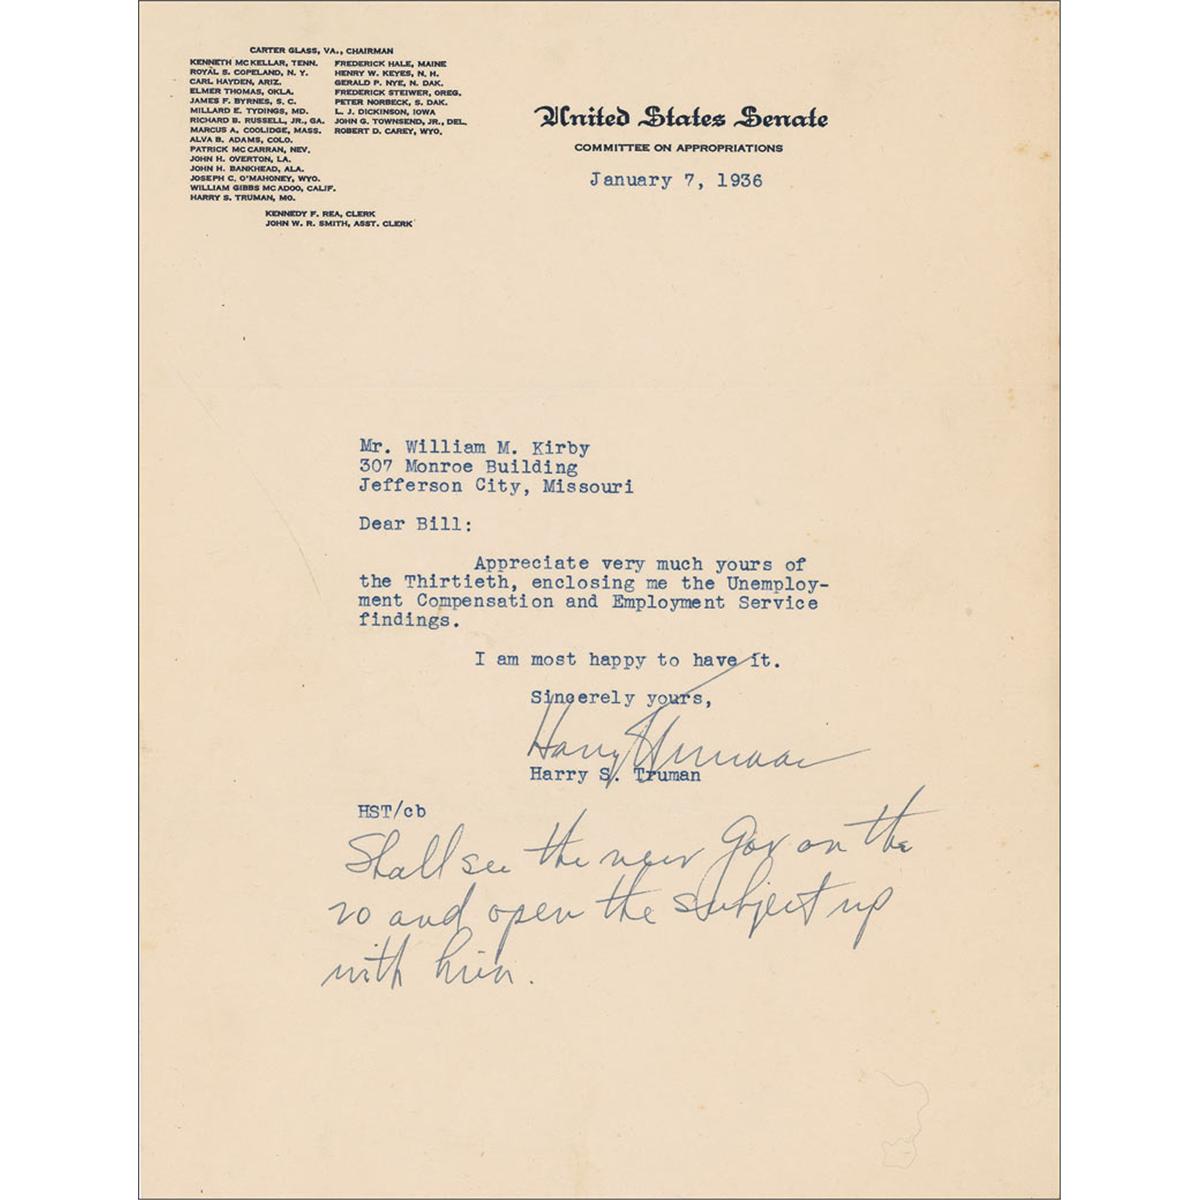 CARTER GLASS, VA., CHAIRMAN
KENNETH MC KELLAR, TENN.
ROYAL S. COPELAND, N. Y.
CARL HAYDEN, ARIZ.
ELMER THOMAS, OKLA.
JAMES F. BYRNES, S. C.
MILLARD E. TYDINGS, MD.
RICHARD B. RUSSELL, JR., GA.
MARCUS A. COOLIDGE, MASS.
ALVA B. ADAMS, COLO.
PATRICK MC CARRAN, NEV.
JOHN H. OVERTON, LA.
JOHN H. BANKHEAD, ALA.
JOSEPH C. O'MAHONEY, WYO.
WILLIAM GIBBS MC ADOO, CALIF.
HARRY S. TRUMAN, MO.
FREDERICK HALE, MAINE
HENRY W. KEYES, N. H.
GERALD P. NYE, N. DAK.
FREDERICK STEIWER, OREG.
PETER NORBECK, S. DAK.
L. J. DICKINSON, IOWA
JOHN G. TOWNSEND, JR., DEL.
ROBERT D. CAREY, WYO.
KENNEDY F. REA, CLERK
JOHN W. R. SMITH, ASST. CLERK
United States Senate
COMMITTEE ON APPROPRIATIONS
January 7, 1936
Mr. William M. Kirby
307 Monroe Building
Jefferson City, Missouri
Dear Bill:
Appreciate very much yours of
the Thirtieth, enclosing me the Unemploy-
ment Compensation and Employment Service
findings.
I am most happy to have it.
Sincerely yours,
Harry S Truman
Harry S. Truman
HST/cb
Shall see the new Gov on the
20 and open the subject up
with him.